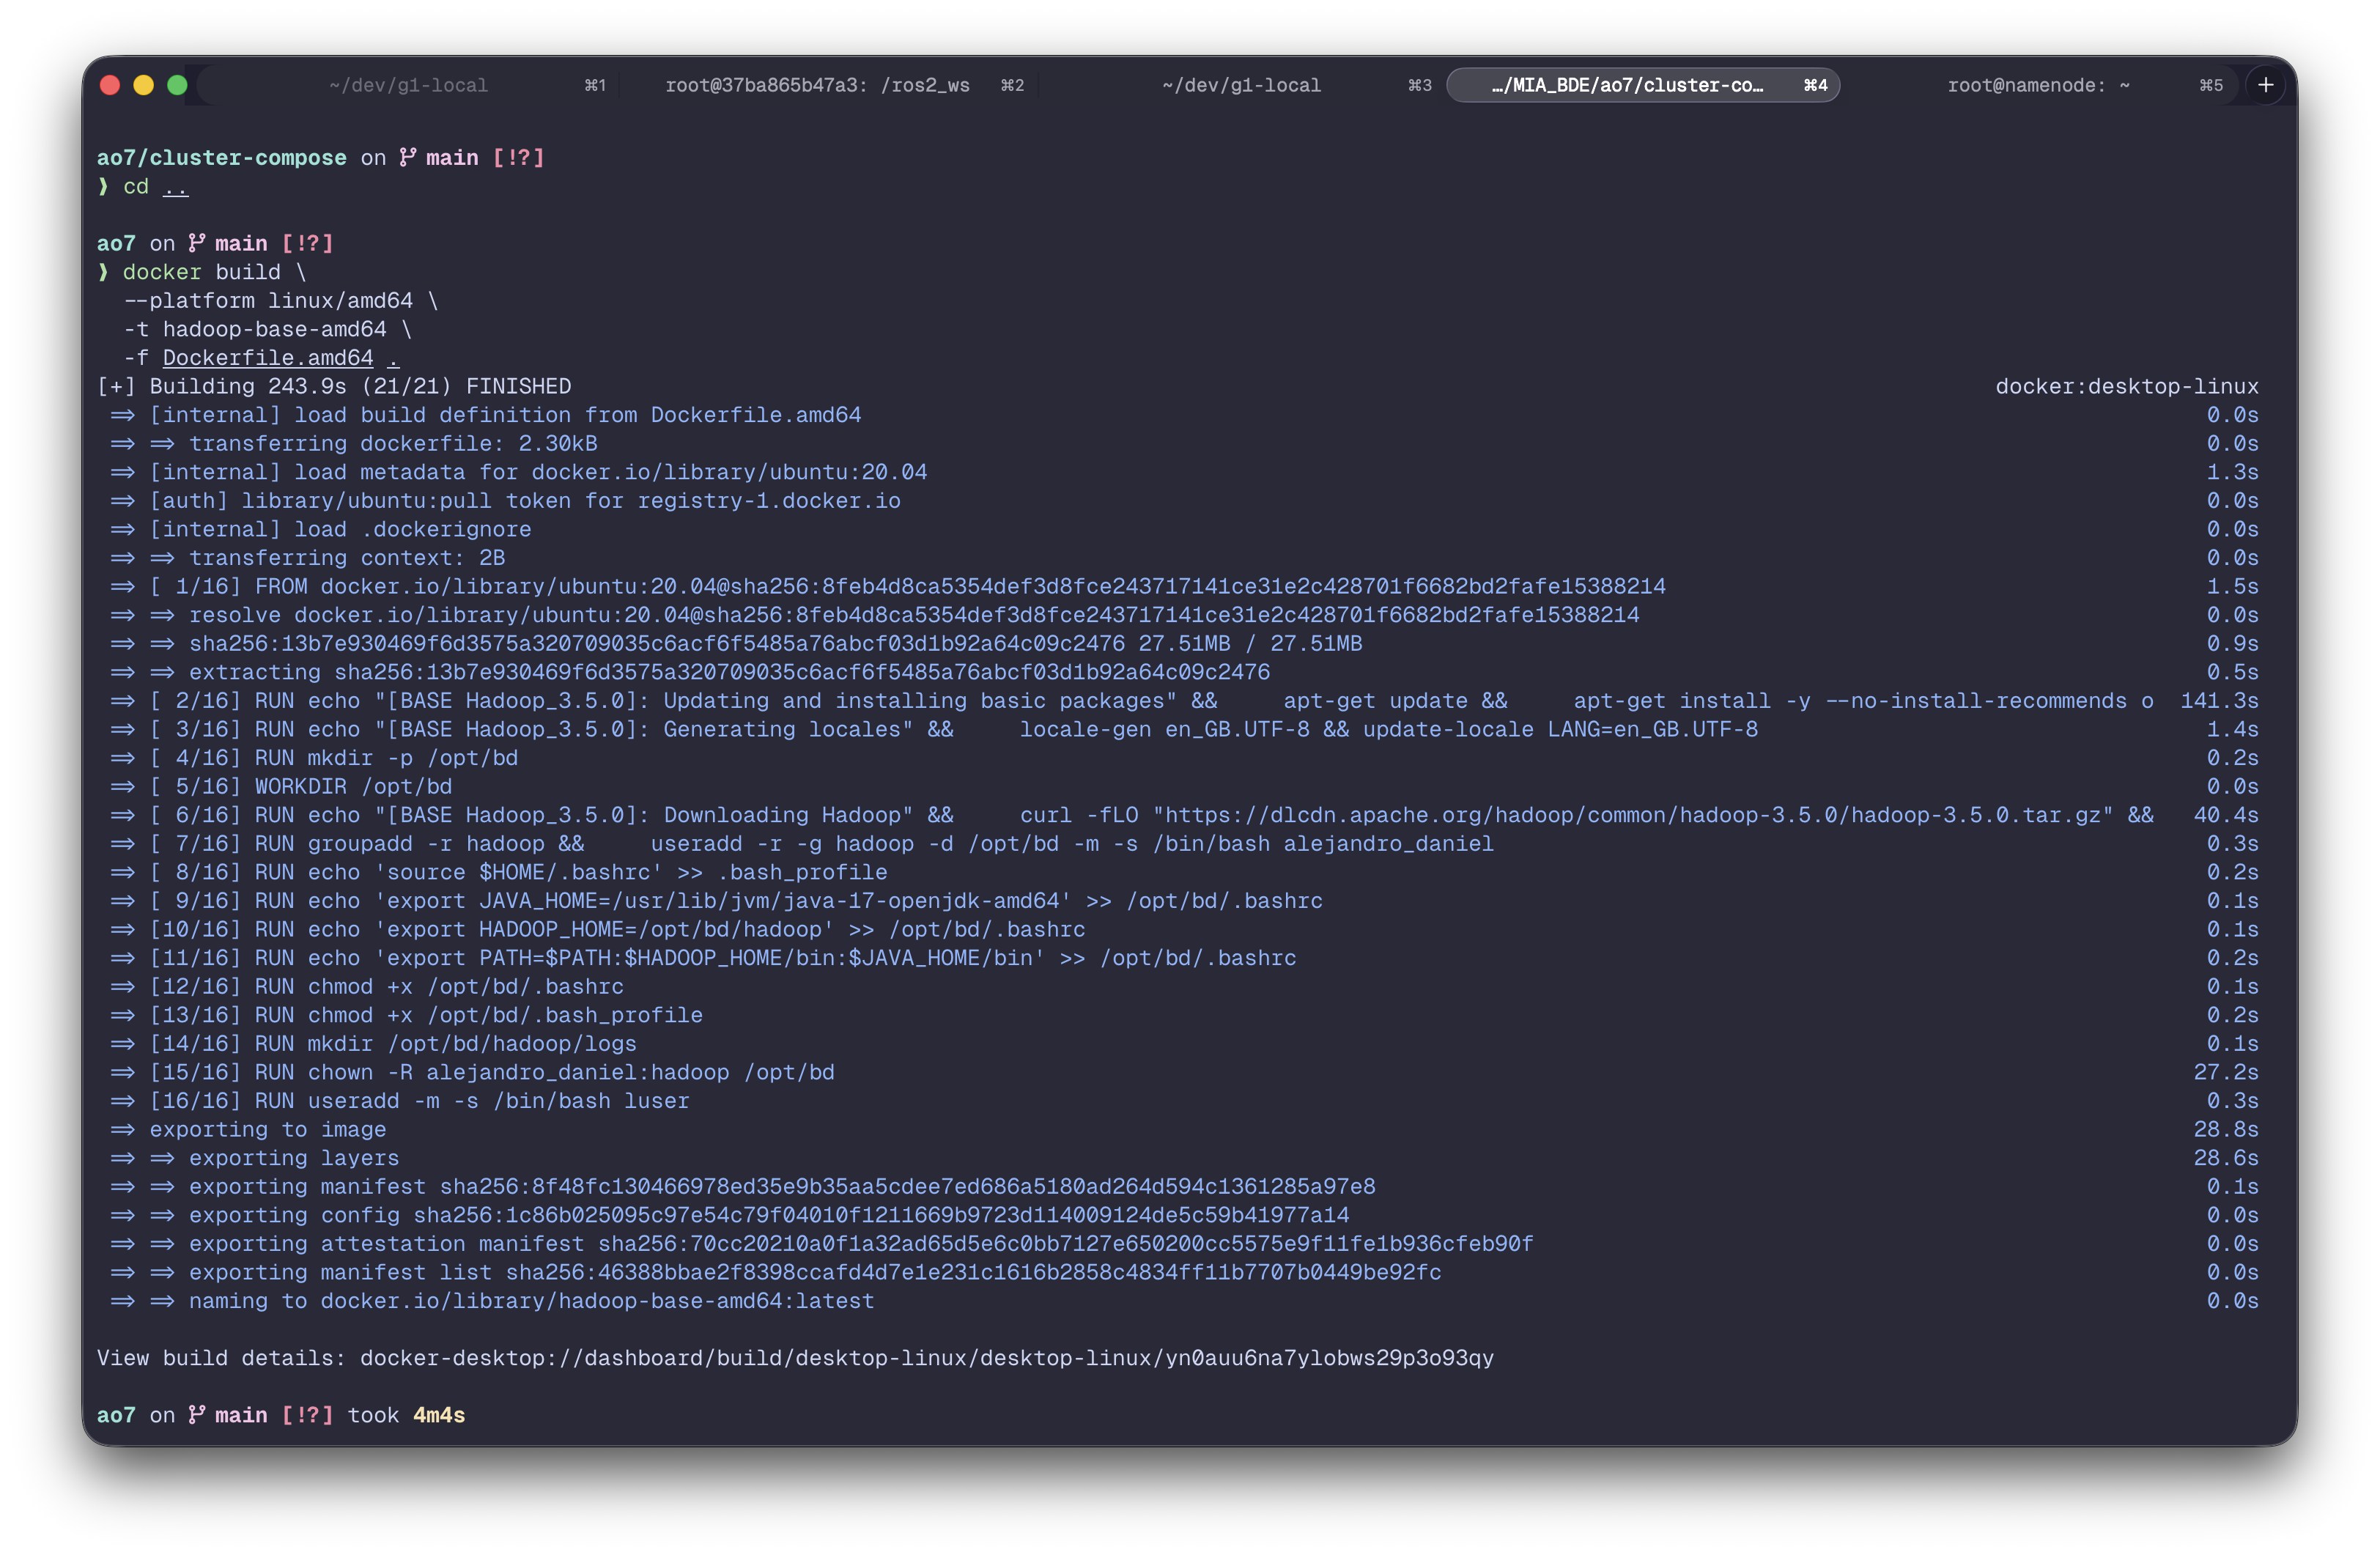 ~/dev/g1-local ⌘1 root@37ba865b47a3: /ros2_ws ⌘2 ~/dev/g1-local ⌘3 …/MIA_BDE/ao7/cluster-co… ⌘4 root@namenode: ~ ⌘5 +
ao7/cluster-compose on main [!?]
❱ cd ..
ao7 on main [!?]
❱ docker build \
--platform linux/amd64 \
-t hadoop-base-amd64 \
-f Dockerfile.amd64 .
[+] Building 243.9s (21/21) FINISHED docker:desktop-linux
=> [internal] load build definition from Dockerfile.amd64 0.0s
=> => transferring dockerfile: 2.30kB 0.0s
=> [internal] load metadata for docker.io/library/ubuntu:20.04 1.3s
=> [auth] library/ubuntu:pull token for registry-1.docker.io 0.0s
=> [internal] load .dockerignore 0.0s
=> => transferring context: 2B 0.0s
=> [ 1/16] FROM docker.io/library/ubuntu:20.04@sha256:8feb4d8ca5354def3d8fce243717141ce31e2c428701f6682bd2fafe15388214 1.5s
=> => resolve docker.io/library/ubuntu:20.04@sha256:8feb4d8ca5354def3d8fce243717141ce31e2c428701f6682bd2fafe15388214 0.0s
=> => sha256:13b7e930469f6d3575a320709035c6acf6f5485a76abcf03d1b92a64c09c2476 27.51MB / 27.51MB 0.9s
=> => extracting sha256:13b7e930469f6d3575a320709035c6acf6f5485a76abcf03d1b92a64c09c2476 0.5s
=> [ 2/16] RUN echo "[BASE Hadoop_3.5.0]: Updating and installing basic packages" &&     apt-get update &&     apt-get install -y --no-install-recommends o 141.3s
=> [ 3/16] RUN echo "[BASE Hadoop_3.5.0]: Generating locales" &&     locale-gen en_GB.UTF-8 && update-locale LANG=en_GB.UTF-8 1.4s
=> [ 4/16] RUN mkdir -p /opt/bd 0.2s
=> [ 5/16] WORKDIR /opt/bd 0.0s
=> [ 6/16] RUN echo "[BASE Hadoop_3.5.0]: Downloading Hadoop" &&     curl -fLO "https://dlcdn.apache.org/hadoop/common/hadoop-3.5.0/hadoop-3.5.0.tar.gz" && 40.4s
=> [ 7/16] RUN groupadd -r hadoop &&     useradd -r -g hadoop -d /opt/bd -m -s /bin/bash alejandro_daniel 0.3s
=> [ 8/16] RUN echo 'source $HOME/.bashrc' >> .bash_profile 0.2s
=> [ 9/16] RUN echo 'export JAVA_HOME=/usr/lib/jvm/java-17-openjdk-amd64' >> /opt/bd/.bashrc 0.1s
=> [10/16] RUN echo 'export HADOOP_HOME=/opt/bd/hadoop' >> /opt/bd/.bashrc 0.1s
=> [11/16] RUN echo 'export PATH=$PATH:$HADOOP_HOME/bin:$JAVA_HOME/bin' >> /opt/bd/.bashrc 0.2s
=> [12/16] RUN chmod +x /opt/bd/.bashrc 0.1s
=> [13/16] RUN chmod +x /opt/bd/.bash_profile 0.2s
=> [14/16] RUN mkdir /opt/bd/hadoop/logs 0.1s
=> [15/16] RUN chown -R alejandro_daniel:hadoop /opt/bd 27.2s
=> [16/16] RUN useradd -m -s /bin/bash luser 0.3s
=> exporting to image 28.8s
=> => exporting layers 28.6s
=> => exporting manifest sha256:8f48fc130466978ed35e9b35aa5cdee7ed686a5180ad264d594c1361285a97e8 0.1s
=> => exporting config sha256:1c86b025095c97e54c79f04010f1211669b9723d114009124de5c59b41977a14 0.0s
=> => exporting attestation manifest sha256:70cc20210a0f1a32ad65d5e6c0bb7127e650200cc5575e9f11fe1b936cfeb90f 0.0s
=> => exporting manifest list sha256:46388bbae2f8398ccafd4d7e1e231c1616b2858c4834ff11b7707b0449be92fc 0.0s
=> => naming to docker.io/library/hadoop-base-amd64:latest 0.0s
View build details: docker-desktop://dashboard/build/desktop-linux/desktop-linux/yn0auu6na7ylobws29p3o93qy
ao7 on main [!?] took 4m4s